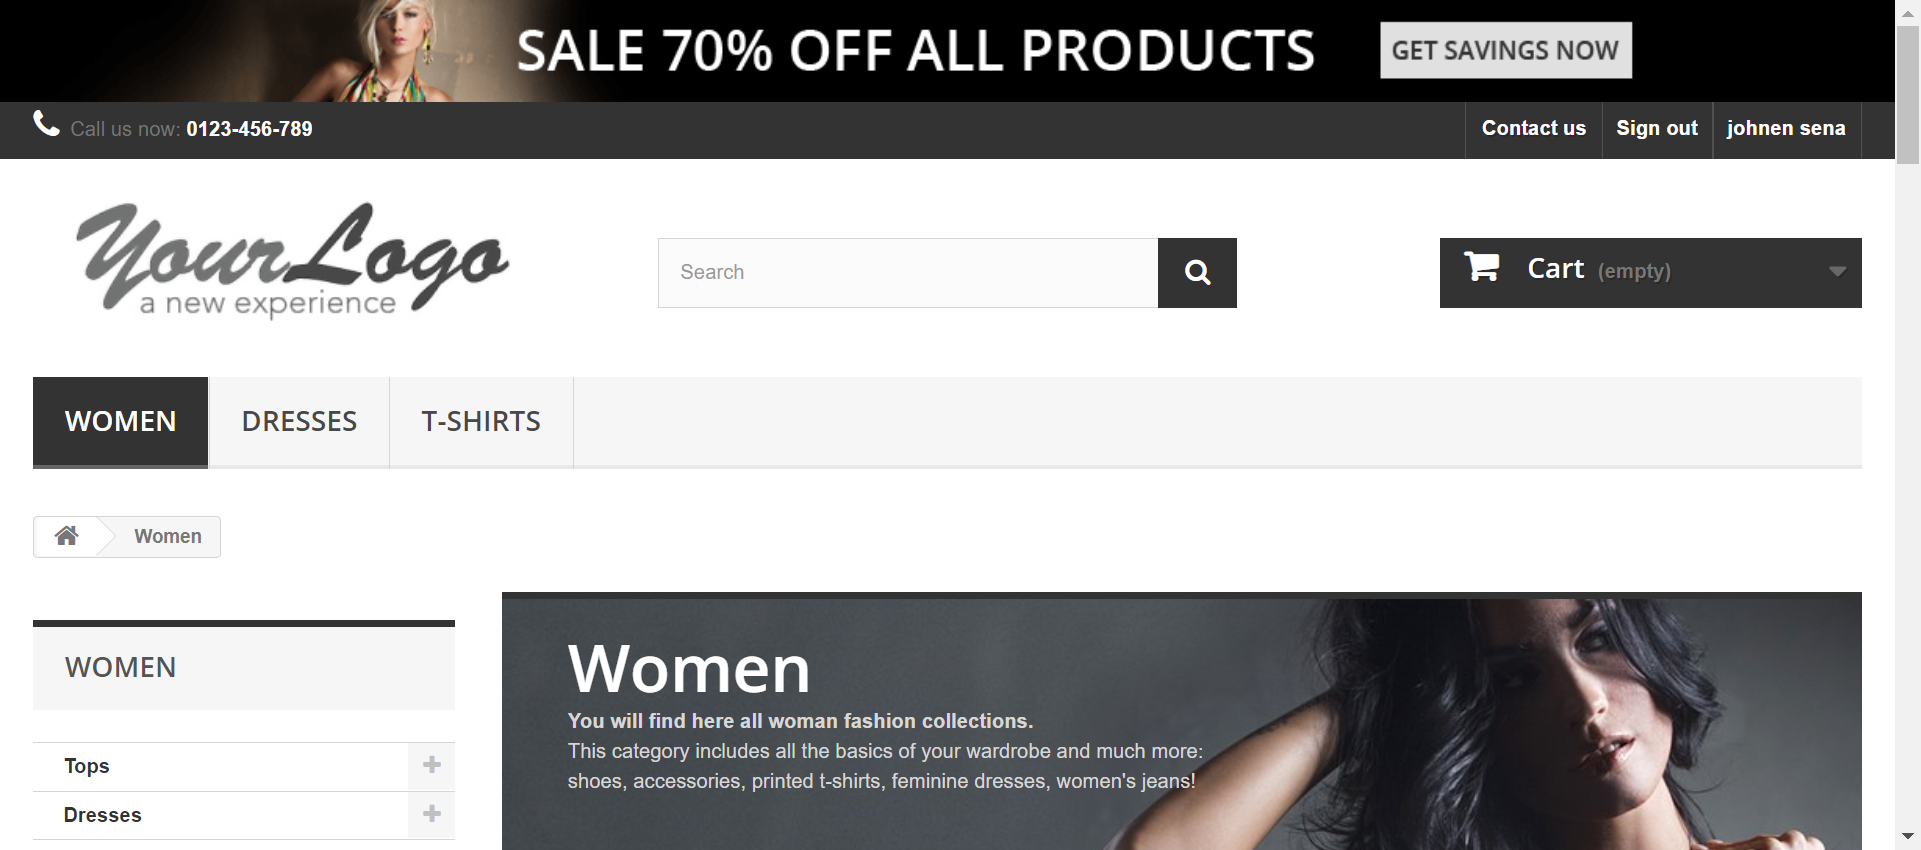 SALE 70% OFF ALL PRODUCTS
GET SAVINGS NOW
Call us now: 0123-456-789
Contact us
Sign out
johnen sena
YourLogo
a new experience
Search
Cart (empty)
WOMEN
DRESSES
T-SHIRTS
Women
WOMEN
Tops
Dresses
Women
You will find here all woman fashion collections.
This category includes all the basics of your wardrobe and much more:
shoes, accessories, printed t-shirts, feminine dresses, women's jeans!